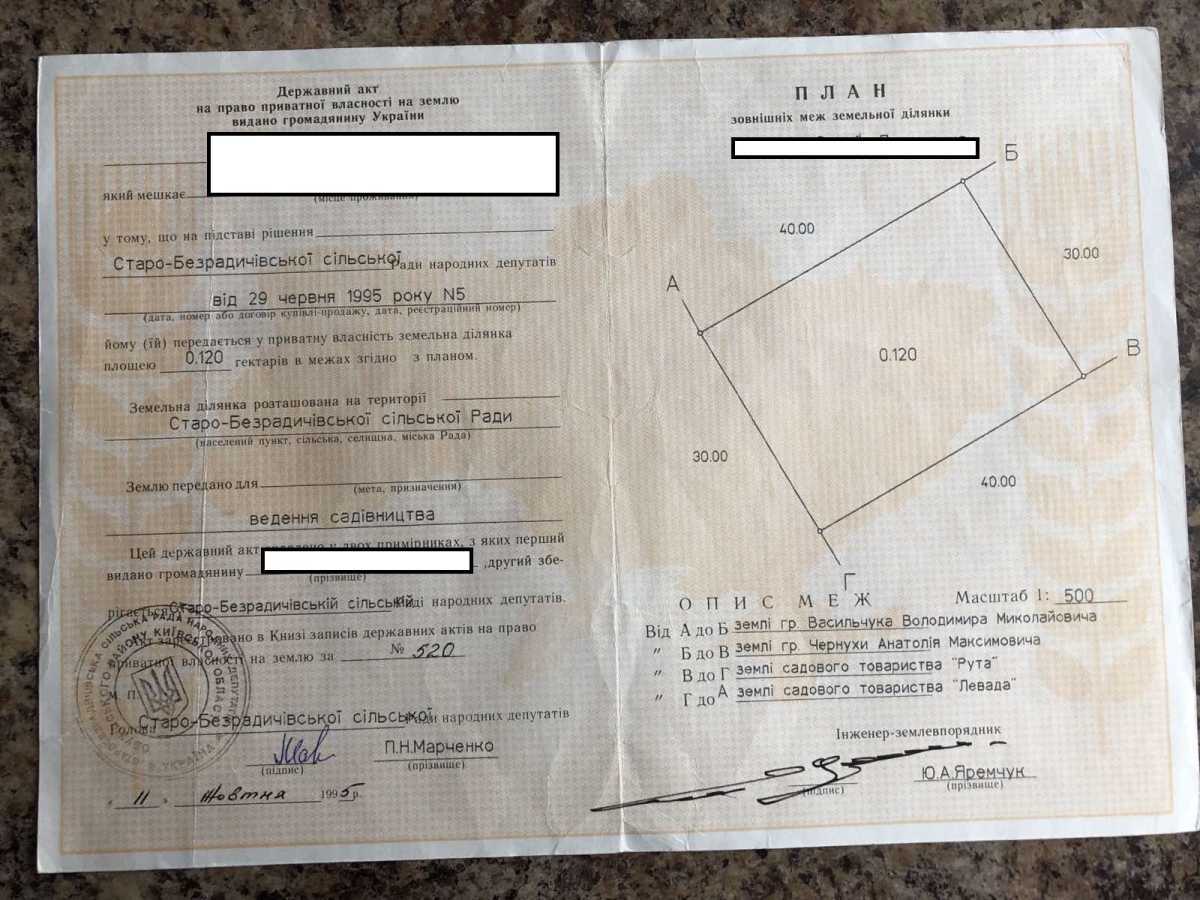 Державний акт
на право приватної власності на землю
видано громадянину України
який мешкає
(місце проживання)
у тому, що на підставі рішення
Старо-Безрадичівської сільської Ради народних депутатів
від 29 червня 1995 року N5
(дата, номер або договір купівлі-продажу, дата, реєстраційний номер)
йому (їй) передається у приватну власність земельна ділянка
площею 0.120 гектарів в межах згідно з планом.
Земельна ділянка розташована на території
Старо-Безрадичівської сільської Ради
(населений пункт, сільська, селищна, міська Рада)
Землю передано для
(мета, призначення)
ведення садівництва
Цей державний акт у двох примірниках, з яких перший
видано громадянину ,другий збе-
(прізвище)
рігається Старо-Безрадичівській сільській Раді народних депутатів.
Акт зареєстровано в Книзі записів державних актів на право
приватної власності на землю за № 520
М П
Голова Старо-Безрадичівської сільської Ради народних депутатів
П.Н.Марченко
(підпис) (прізвище)
" 11 " жовтня 1995 р.
ПЛАН
зовнішніх меж земельної ділянки
Б
40.00
30.00
А
В
0.120
30.00
40.00
Г
ОПИС МЕЖ Масштаб 1: 500
Від А до Б землі гр. Васильчука Володимира Миколайовича
" Б до В землі гр. Чернухи Анатолія Максимовича
" В до Г землі садового товариства "Рута"
" Г до А землі садового товариства "Левада"
Інженер-землевпорядник
Ю.А.Яремчук
(підпис) (прізвище)